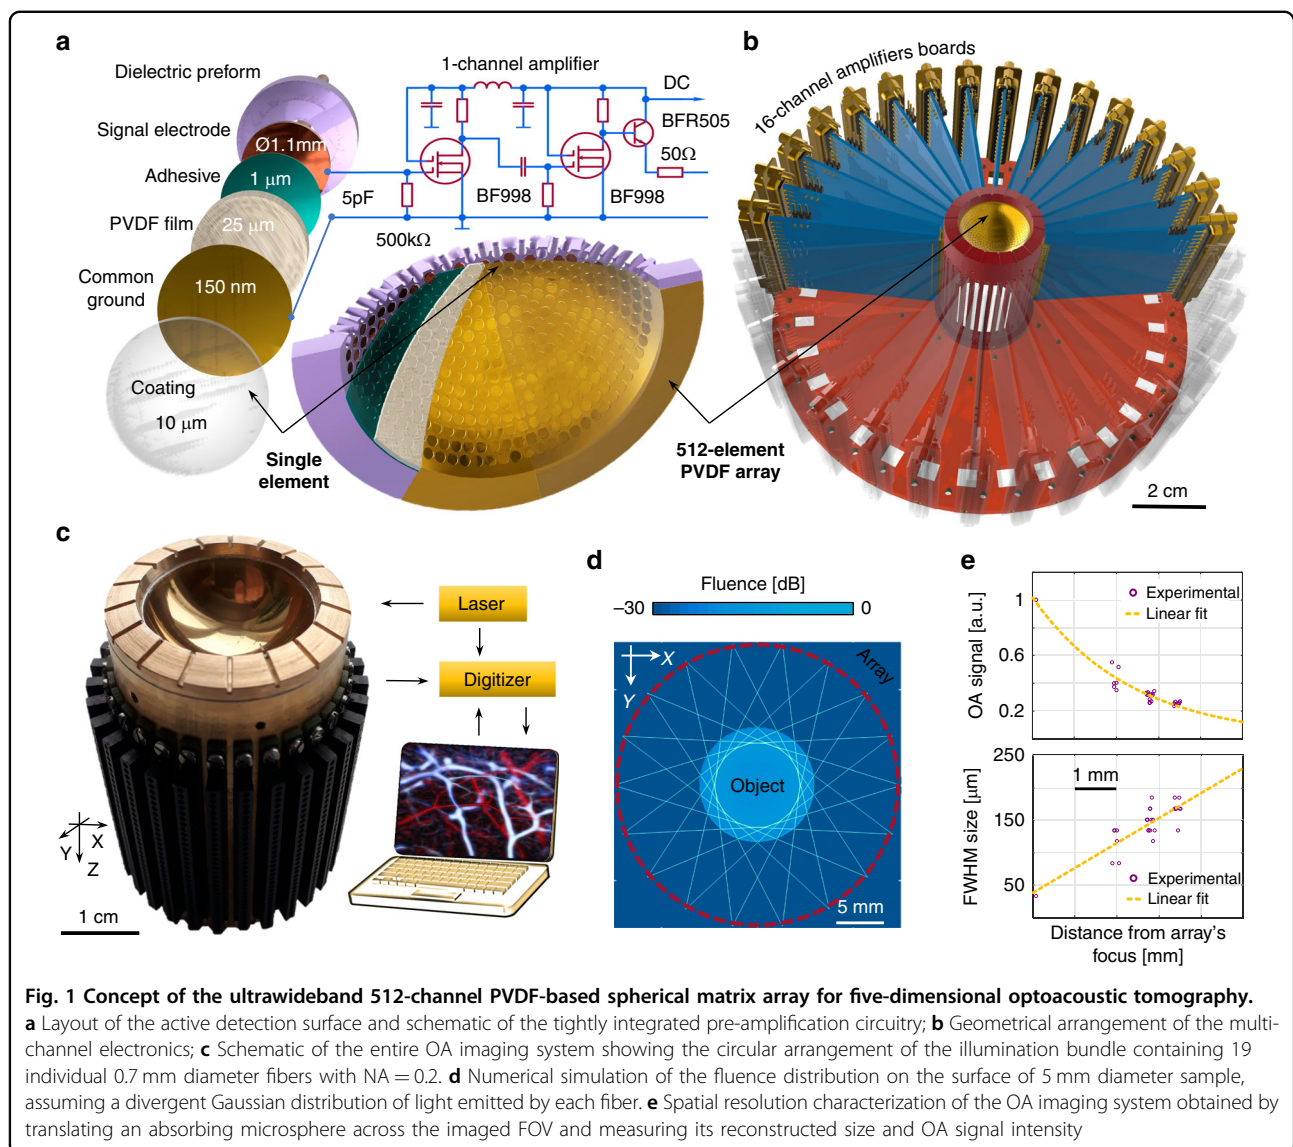 a
Dielectric preform
Signal electrode
Ø1.1mm
Adhesive
1 μm
PVDF film
25 μm
Common
ground
150 nm
Coating
10 μm
1-channel amplifier
DC
BFR505
50Ω
5pF
BF998
BF998
500kΩ
Single
element
512-element
PVDF array
b
16-channel amplifiers boards
2 cm
c
Laser
Digitizer
X
Y
Z
1 cm
d
Fluence [dB]
–30
0
X
Y
Array
Object
5 mm
e
OA signal [a.u.]
1
0.6
0.2
Experimental
Linear fit
FWHM size [μm]
250
150
50
1 mm
Experimental
Linear fit
Distance from array's
focus [mm]
Fig. 1 Concept of the ultrawideband 512-channel PVDF-based spherical matrix array for five-dimensional optoacoustic tomography.
a Layout of the active detection surface and schematic of the tightly integrated pre-amplification circuitry; b Geometrical arrangement of the multi-
channel electronics; c Schematic of the entire OA imaging system showing the circular arrangement of the illumination bundle containing 19
individual 0.7 mm diameter fibers with NA = 0.2. d Numerical simulation of the fluence distribution on the surface of 5 mm diameter sample,
assuming a divergent Gaussian distribution of light emitted by each fiber. e Spatial resolution characterization of the OA imaging system obtained by
translating an absorbing microsphere across the imaged FOV and measuring its reconstructed size and OA signal intensity